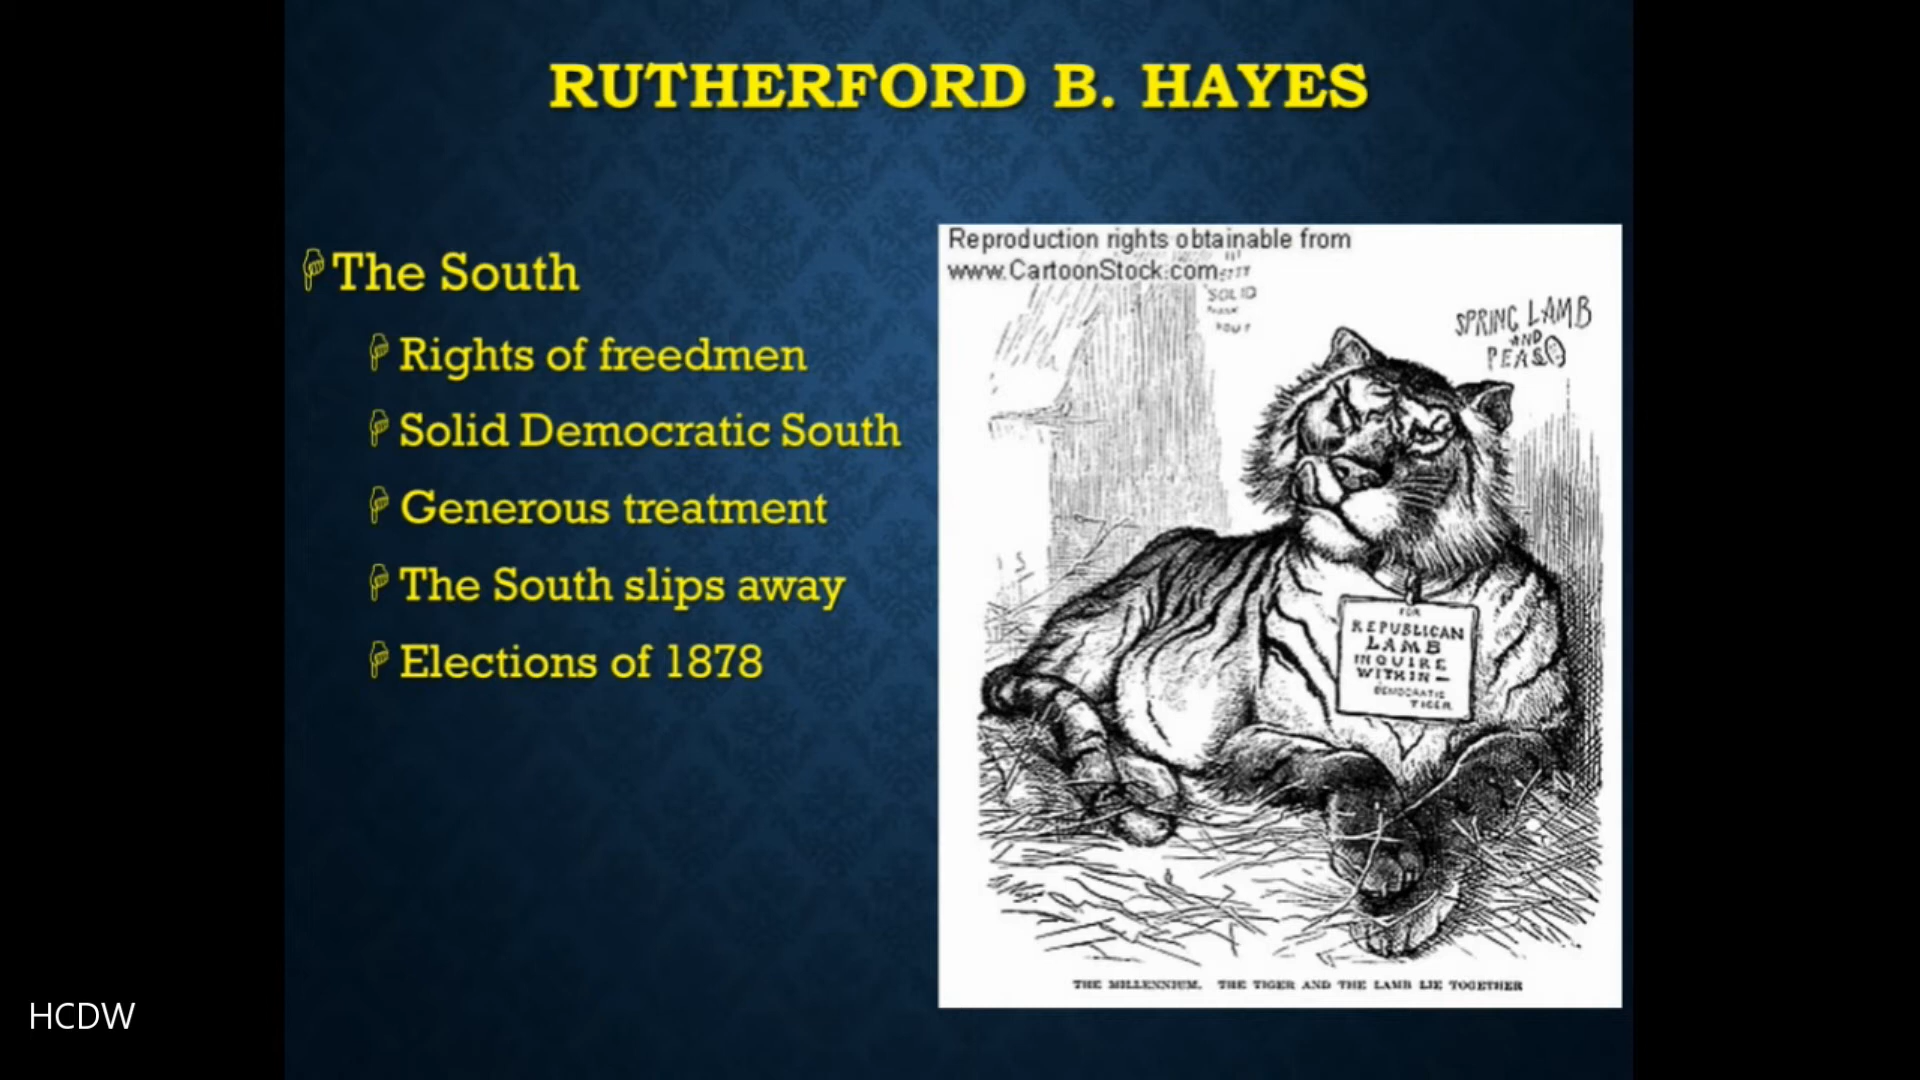 RUTHERFORD B. HAYES
The South
Rights of freedmen
Solid Democratic South
Generous treatment
The South slips away
Elections of 1878
Reproduction rights obtainable from
www.CartoonStock.com
SOLID
SPRING LAMB
AND
PEAS
FOR
REPUBLICAN
LAMB
INQUIRE
WITHIN —
DEMOCRATIC
TIGER
THE MILLENNIUM. THE TIGER AND THE LAMB LIE TOGETHER
HCDW